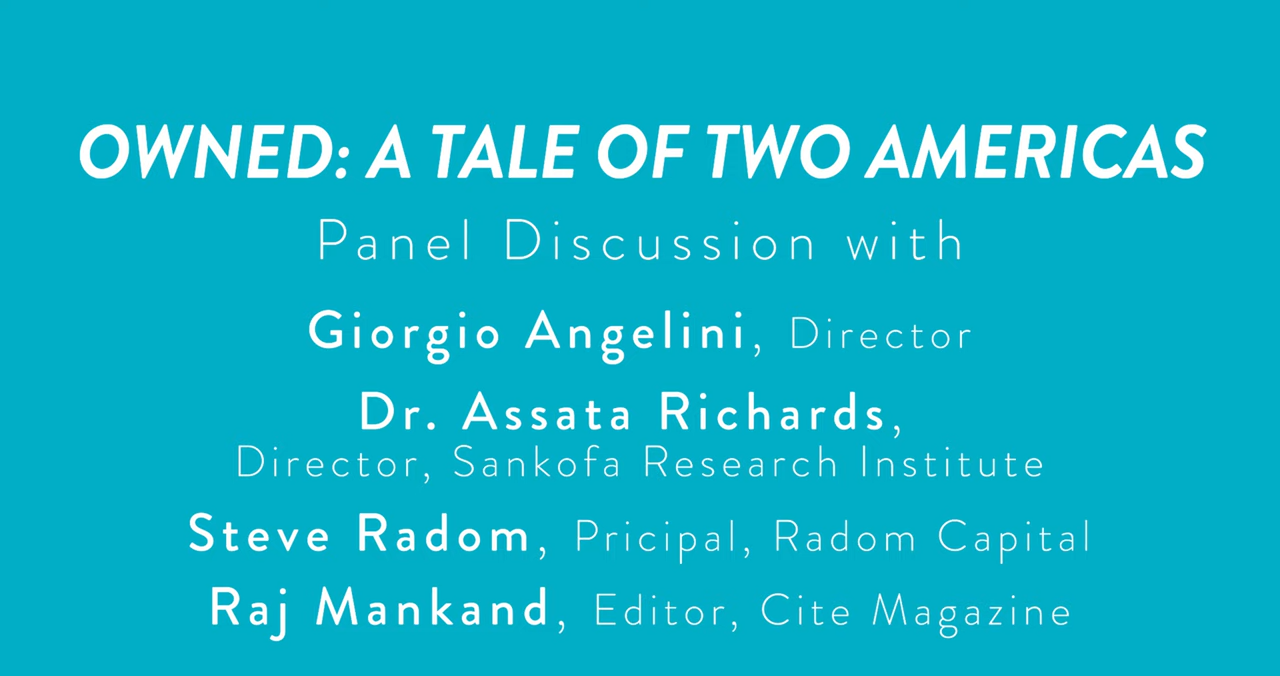 OWNED: A TALE OF TWO AMERICAS
Panel Discussion with
Giorgio Angelini, Director
Dr. Assata Richards,
Director, Sankofa Research Institute
Steve Radom, Pricipal, Radom Capital
Raj Mankand, Editor, Cite Magazine